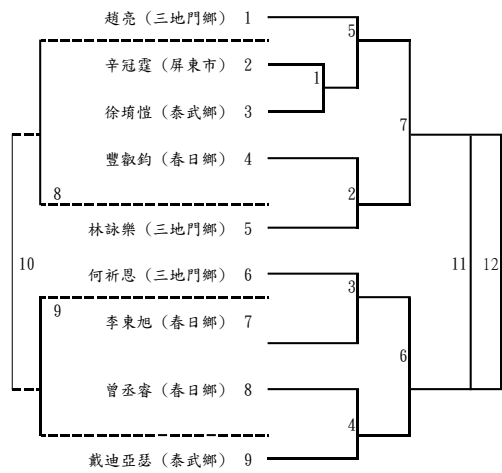 趙亮 (三地門鄉) 1
5
辛冠霆 (屏東市) 2
1
徐堉愷 (泰武鄉) 3
7
豐叡鈞 (春日鄉) 4
8
2
林詠樂 (三地門鄉) 5
10
11
12
何祈恩 (三地門鄉) 6
3
9
李東旭 (春日鄉) 7
6
曾丞睿 (春日鄉) 8
4
戴迪亞瑟 (泰武鄉) 9